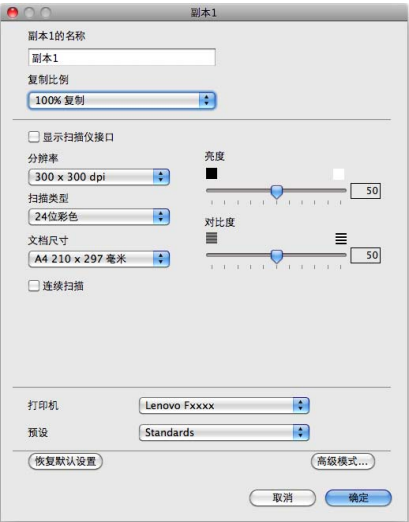 副本1
副本1的名称
副本1
复制比例
100% 复制
显示扫描仪接口
分辨率
300 x 300 dpi
扫描类型
24位彩色
文档尺寸
A4 210 x 297 毫米
连续扫描
亮度
50
对比度
50
打印机
Lenovo Fxxxx
预设
Standards
恢复默认设置
高级模式...
取消
确定